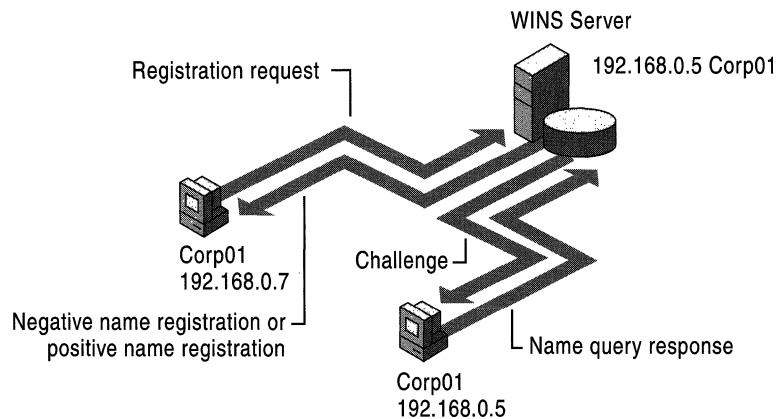 WINS Server
192.168.0.5 Corp01
Registration request
Corp01
192.168.0.7
Challenge
Negative name registration or
positive name registration
Name query response
Corp01
192.168.0.5